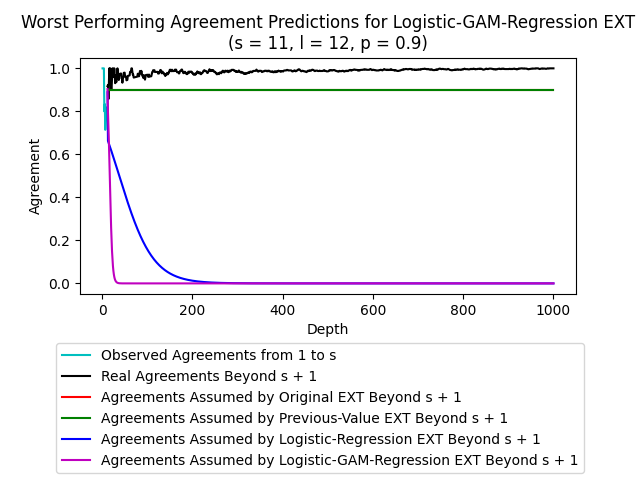 Worst Performing Agreement Predictions for Logistic-GAM-Regression EXT
(s = 11, l = 12, p = 0.9)
1.0
0.8
0.6
0.4
0.2
0.0
Agreement
0 200 400 600 800 1000
Depth
Observed Agreements from 1 to s
Real Agreements Beyond s + 1
Agreements Assumed by Original EXT Beyond s + 1
Agreements Assumed by Previous-Value EXT Beyond s + 1
Agreements Assumed by Logistic-Regression EXT Beyond s + 1
Agreements Assumed by Logistic-GAM-Regression EXT Beyond s + 1